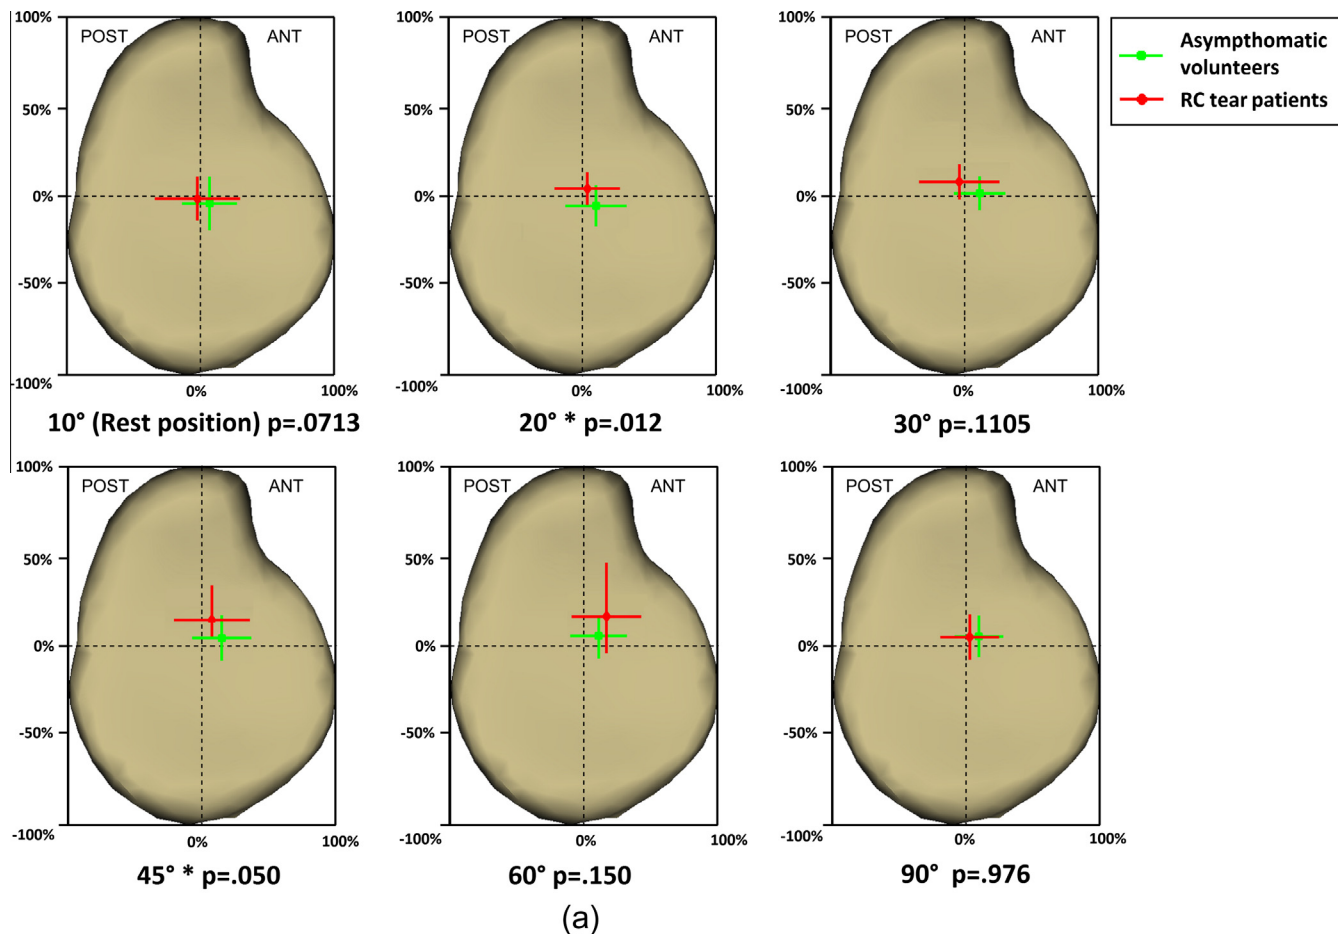 100%
POST
ANT
50%
0%
-50%
-100%
0%
100%
10° (Rest position) p=.0713
100%
POST
ANT
50%
0%
-50%
-100%
0%
100%
20° * p=.012
100%
POST
ANT
50%
0%
-50%
-100%
0%
100%
30° p=.1105
Asympthomatic
volunteers
RC tear patients
100%
POST
ANT
50%
0%
-50%
-100%
0%
100%
45° * p=.050
100%
POST
ANT
50%
0%
-50%
-100%
0%
100%
60° p=.150
100%
POST
ANT
50%
0%
-50%
-100%
0%
100%
90° p=.976
(a)